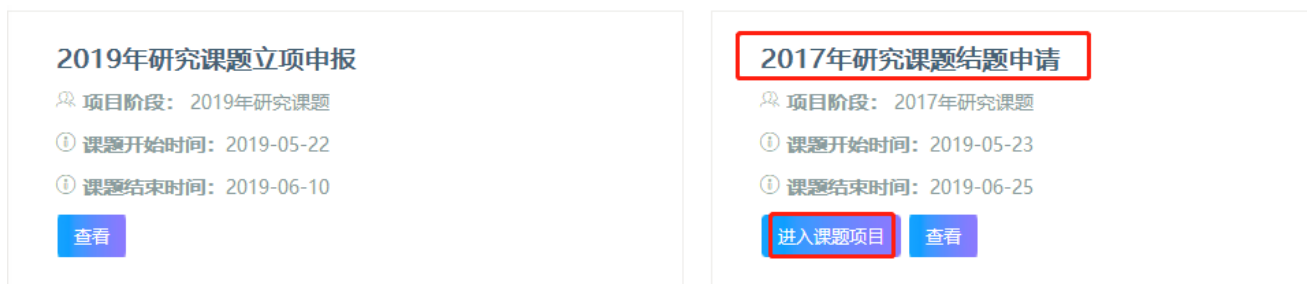 2019年研究课题立项申报
项目阶段： 2019年研究课题
课题开始时间：2019-05-22
课题结束时间：2019-06-10
查看
2017年研究课题结题申请
项目阶段： 2017年研究课题
课题开始时间：2019-05-23
课题结束时间：2019-06-25
进入课题项目 查看